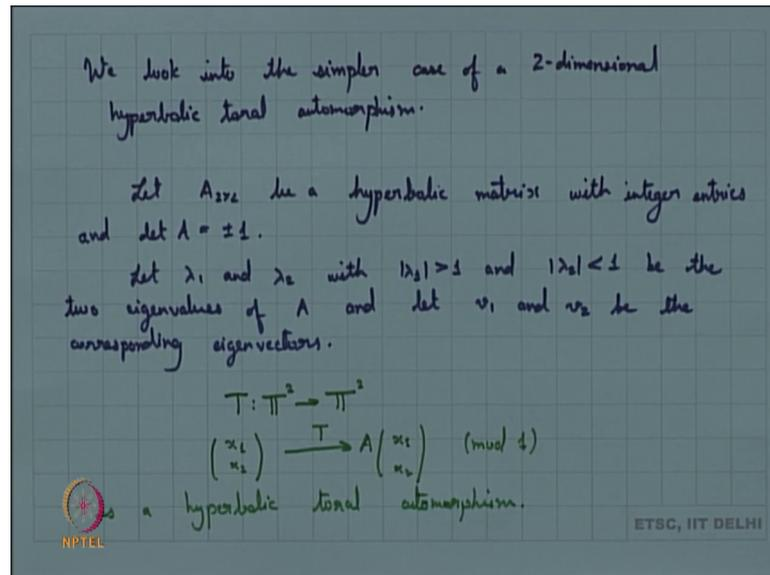 We look into the simpler case of a 2-dimensional
hyperbolic toral automorphism.
Let A₂ₓ₂ be a hyperbolic matrix with integer entries
and det A = ±1.
Let λ₁ and λ₂ with |λ₁| > 1 and |λ₂| < 1 be the
two eigenvalues of A and let v₁ and v₂ be the
corresponding eigenvectors.
T : 𝕋² → 𝕋²
(x₁ x₂) —T→ A (x₁ x₂) (mod 1)
is a hyperbolic toral automorphism.
ETSC, IIT DELHI
NPTEL